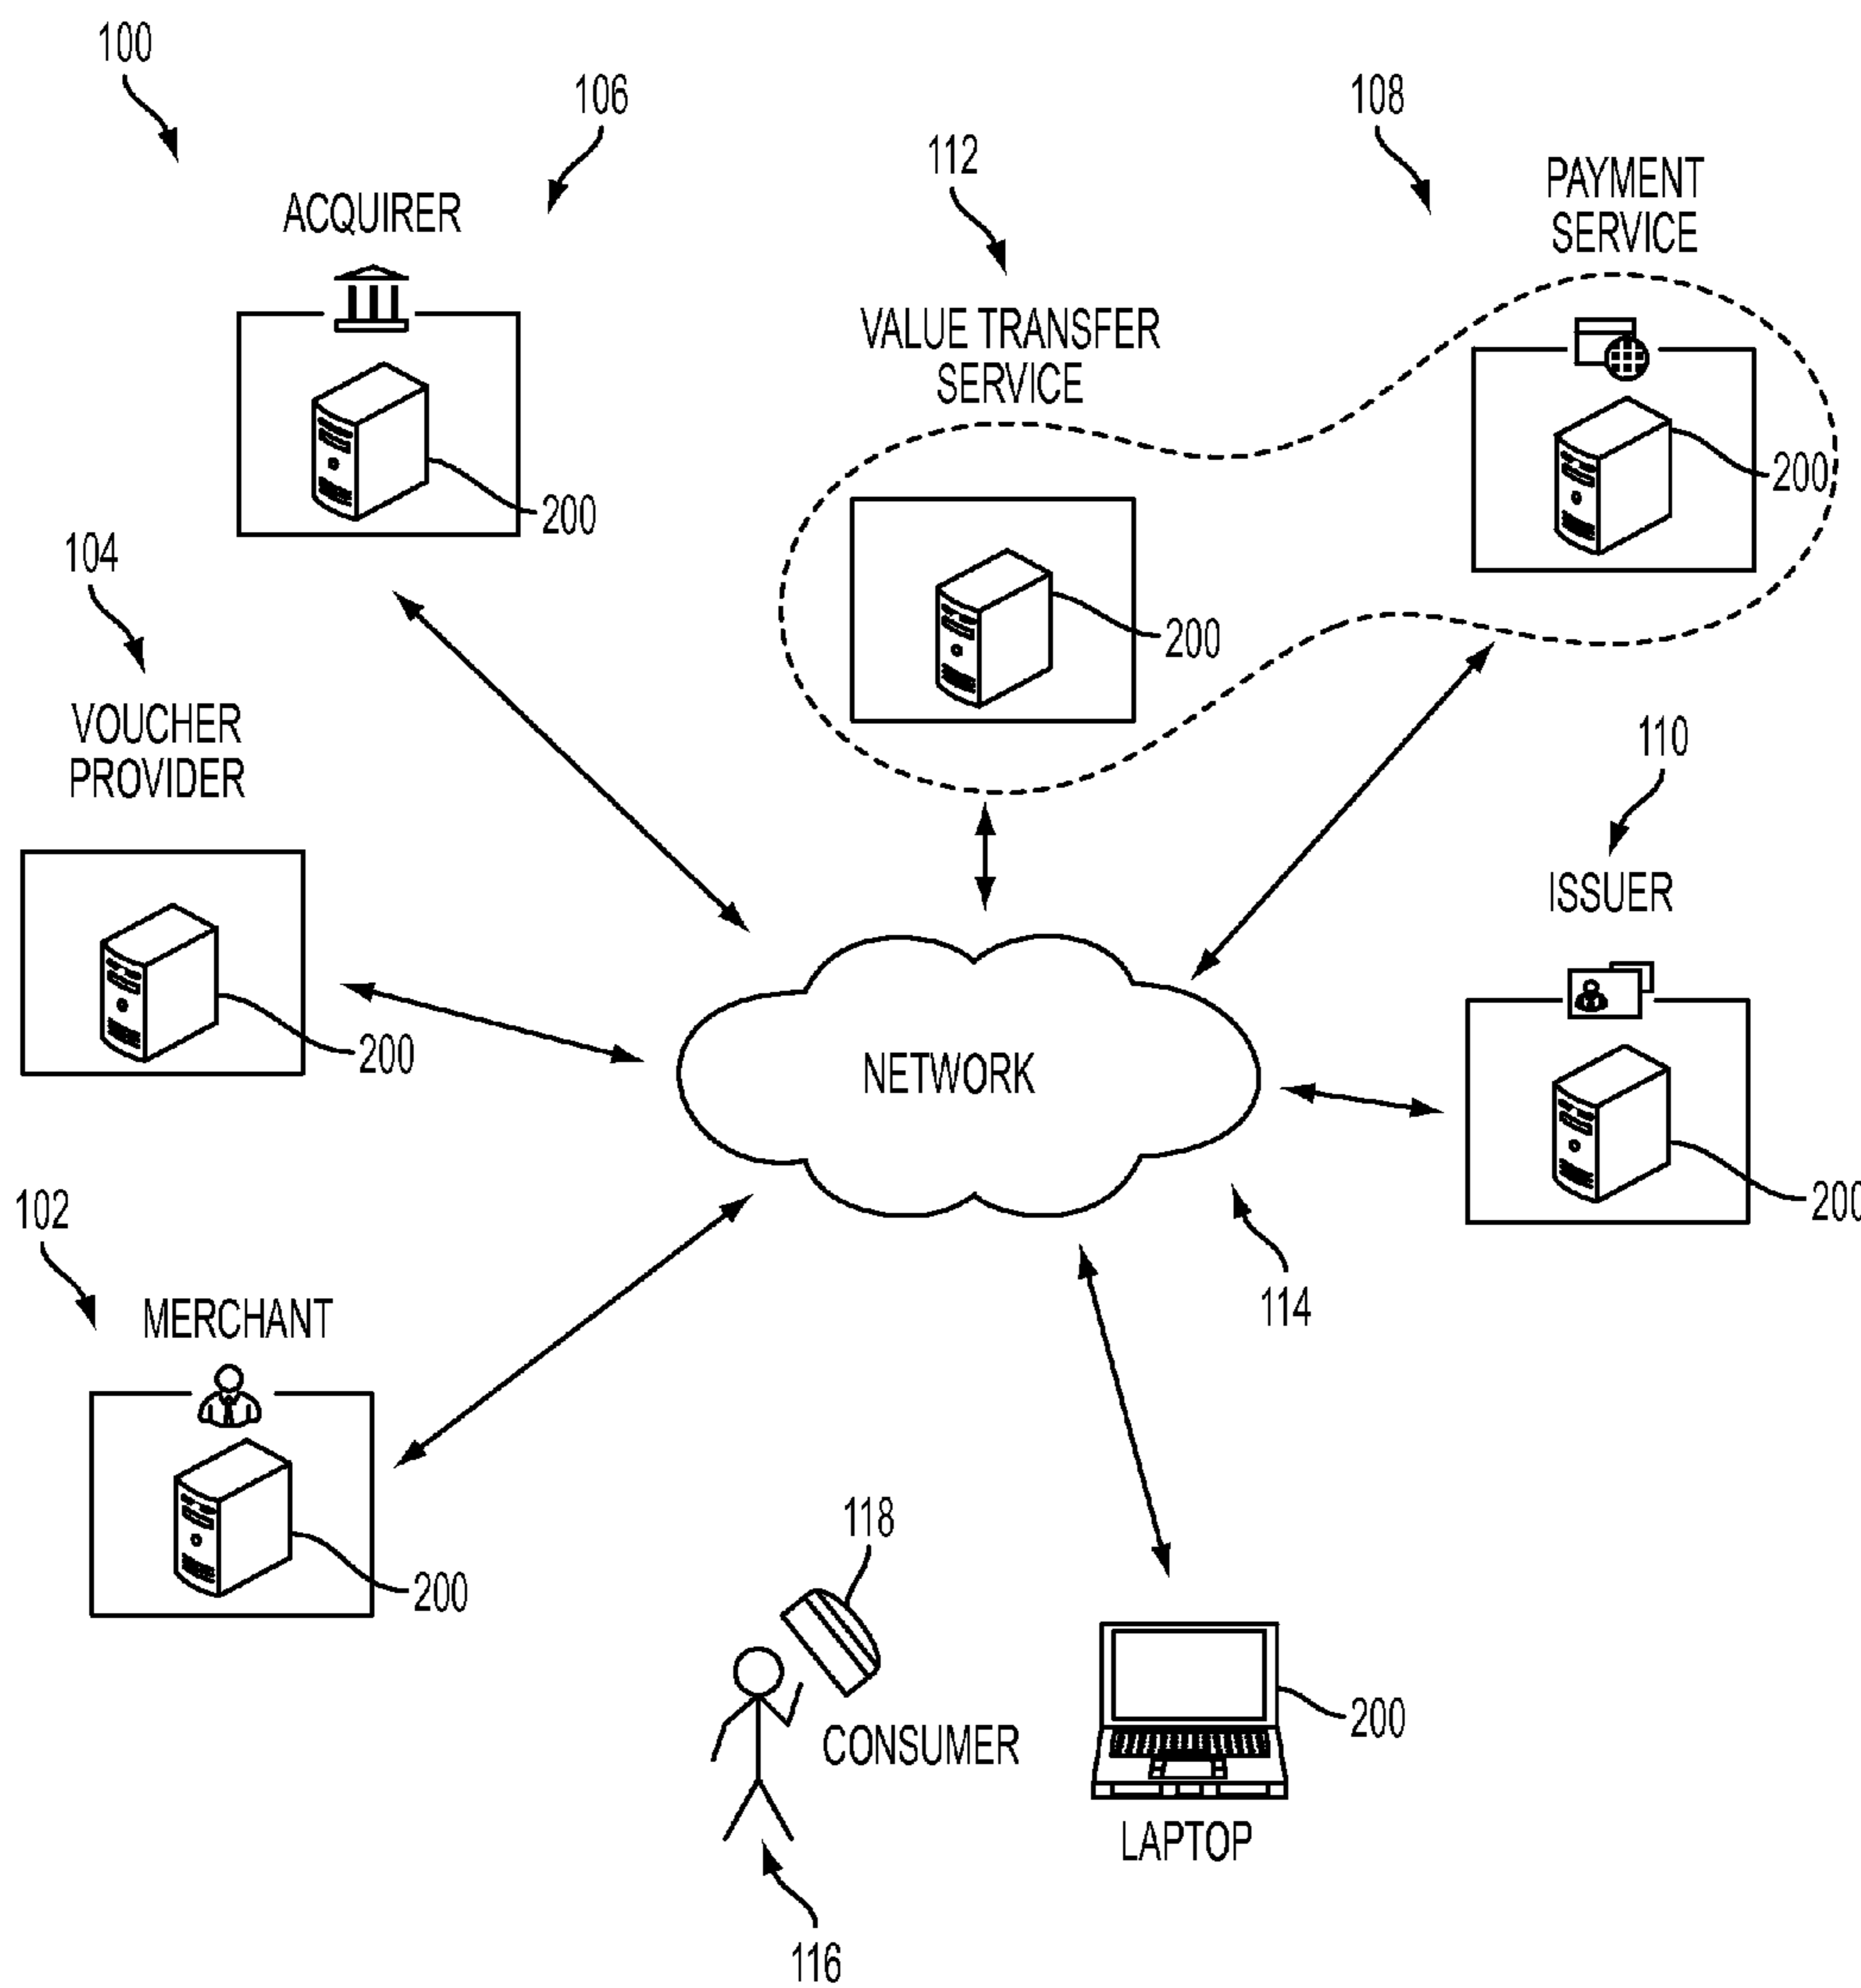 100
106
108
112
ACQUIRER
PAYMENT
SERVICE
VALUE TRANSFER
SERVICE
200
200
104
200
VOUCHER
PROVIDER
110
ISSUER
200
NETWORK
200
102
114
MERCHANT
118
200
CONSUMER
200
LAPTOP
116